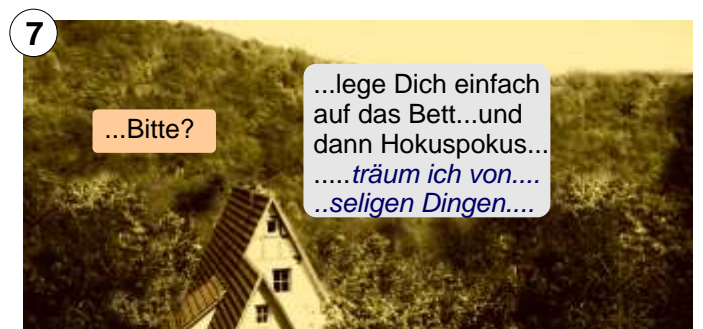 7
...Bitte?
...lege Dich einfach
auf das Bett...und
dann Hokuspokus...
.....träum ich von....
..seligen Dingen....